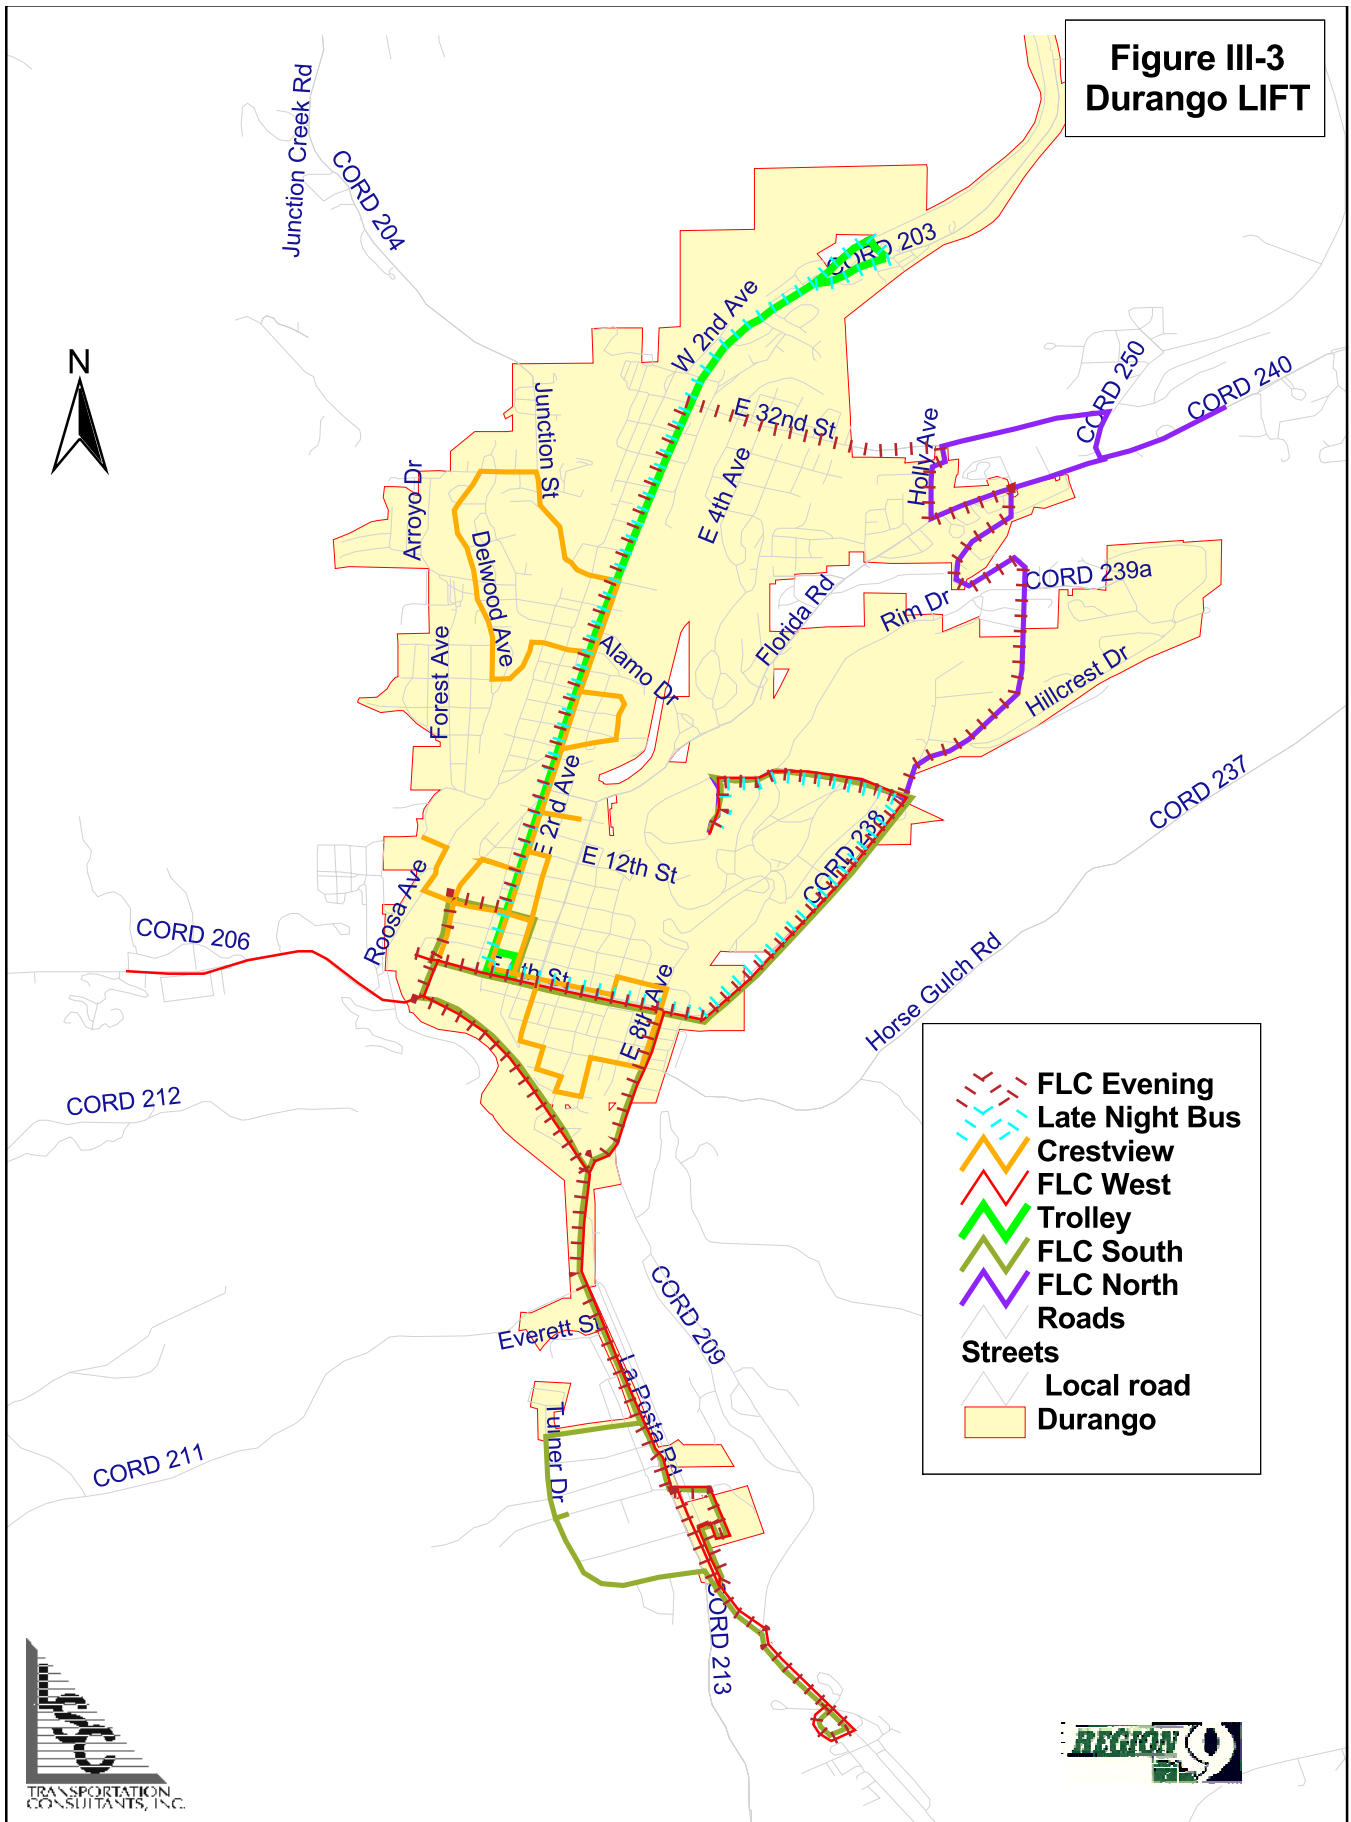 Figure III-3
Durango LIFT
Junction Creek Rd
CORD 204
CORD 203
W 2nd Ave
N
CORD 250
CORD 240
E 32nd St
Junction St
Holly Ave
E 4th Ave
Arroyo Dr
Delwood Ave
CORD 239a
Florida Rd
Rim Dr
Forest Ave
Alamo Dr
Hillcrest Dr
E 2nd Ave
CORD 237
CORD 238
E 12th St
Roosa Ave
CORD 206
th St
E 8th Ave
Horse Gulch Rd
CORD 212
FLC Evening
Late Night Bus
Crestview
FLC West
Trolley
FLC South
FLC North
Roads
Streets
Local road
Durango
CORD 209
Everett St
La Posta Rd
Turner Dr
CORD 211
CORD 213
LSC
TRANSPORTATION
CONSULTANTS, INC.
REGION 9